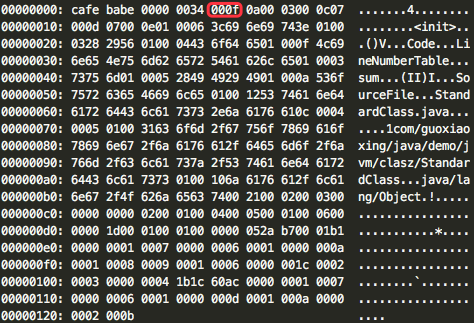 00000000: cafe babe 0000 0034 000f 0a00 0300 0c07 .......4........
00000010: 000d 0700 0e01 0006 3c69 6e69 743e 0100 ........<init>..
00000020: 0328 2956 0100 0443 6f64 6501 000f 4c69 .()V...Code...Li
00000030: 6e65 4e75 6d62 6572 5461 626c 6501 0003 neNumberTable...
00000040: 7375 6d01 0005 2849 4929 4901 000a 536f sum...(II)I...So
00000050: 7572 6365 4669 6c65 0100 1253 7461 6e64 urceFile...Stand
00000060: 6172 6443 6c61 7373 2e6a 6176 610c 0004 ardClass.java...
00000070: 0005 0100 3163 6f6d 2f67 756f 7869 616f ....1com/guoxiao
00000080: 7869 6e67 2f6a 6176 612f 6465 6d6f 2f6a xing/java/demo/j
00000090: 766d 2f63 6c61 737a 2f53 7461 6e64 6172 vm/clasz/Standar
000000a0: 6443 6c61 7373 0100 106a 6176 612f 6c61 dClass...java/la
000000b0: 6e67 2f4f 626a 6563 7400 2100 0200 0300 ng/Object.!.....
000000c0: 0000 0000 0200 0100 0400 0500 0100 0600 ................
000000d0: 0000 1d00 0100 0100 0000 052a b700 01b1 ...........*....
000000e0: 0000 0001 0007 0000 0006 0001 0000 000a ................
000000f0: 0001 0008 0009 0001 0006 0000 001c 0002 ................
00000100: 0003 0000 0004 1b1c 60ac 0000 0001 0007 ........`.......
00000110: 0000 0006 0001 0000 000d 0001 000a 0000 ................
00000120: 0002 000b ....